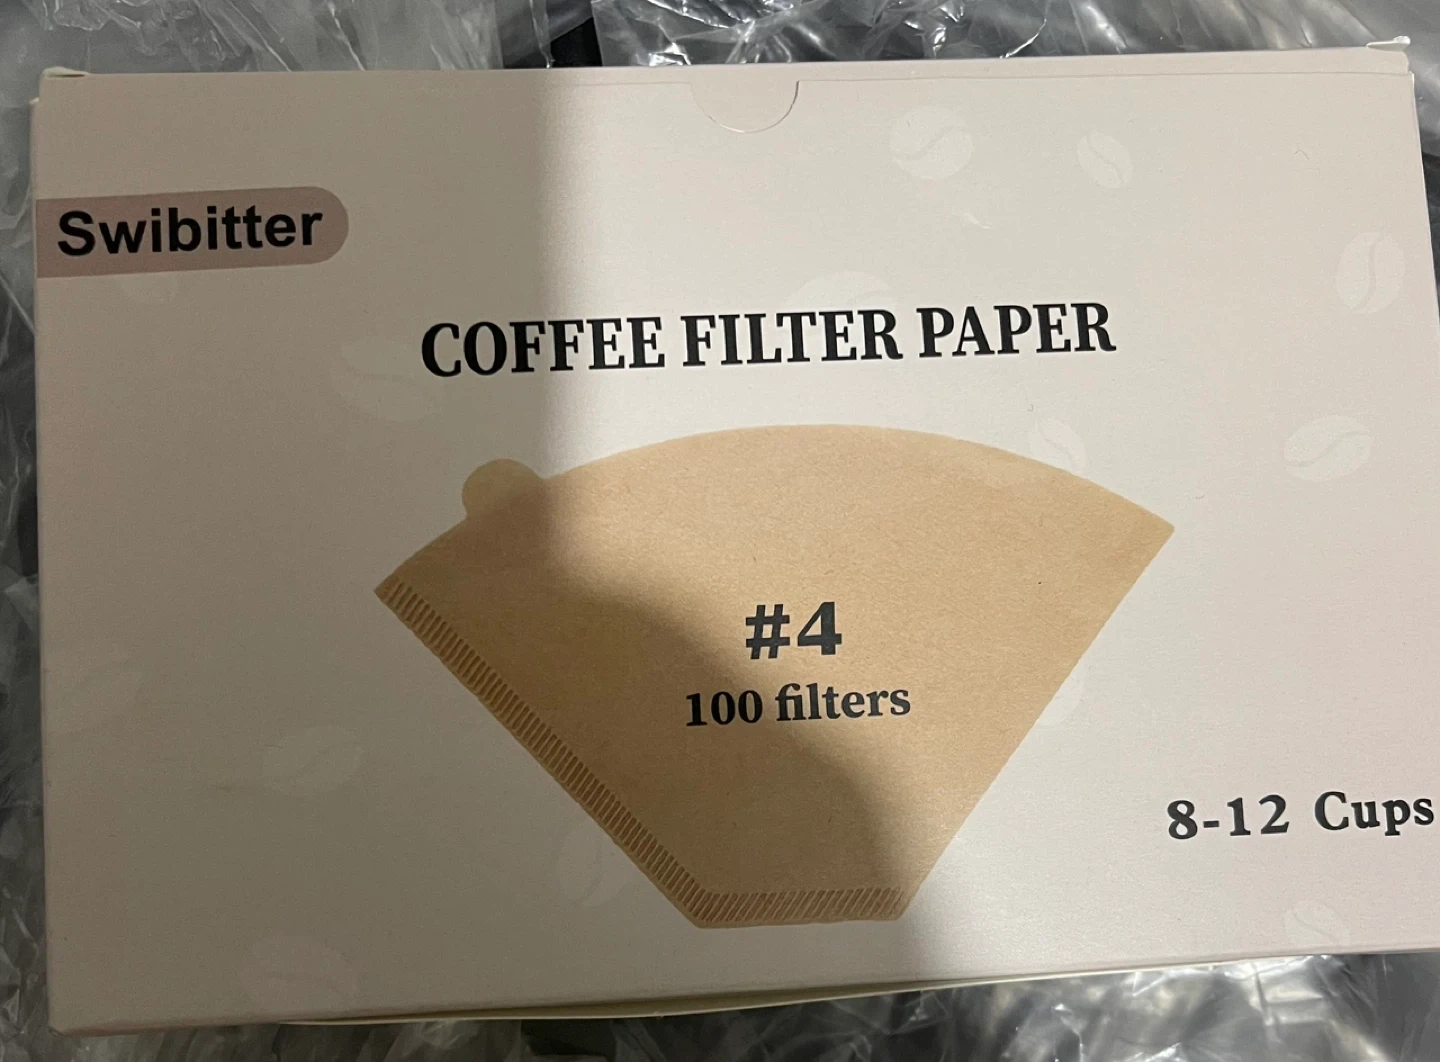 Swibitter
COFFEE FILTER PAPER
#4
100 filters
8-12 Cups